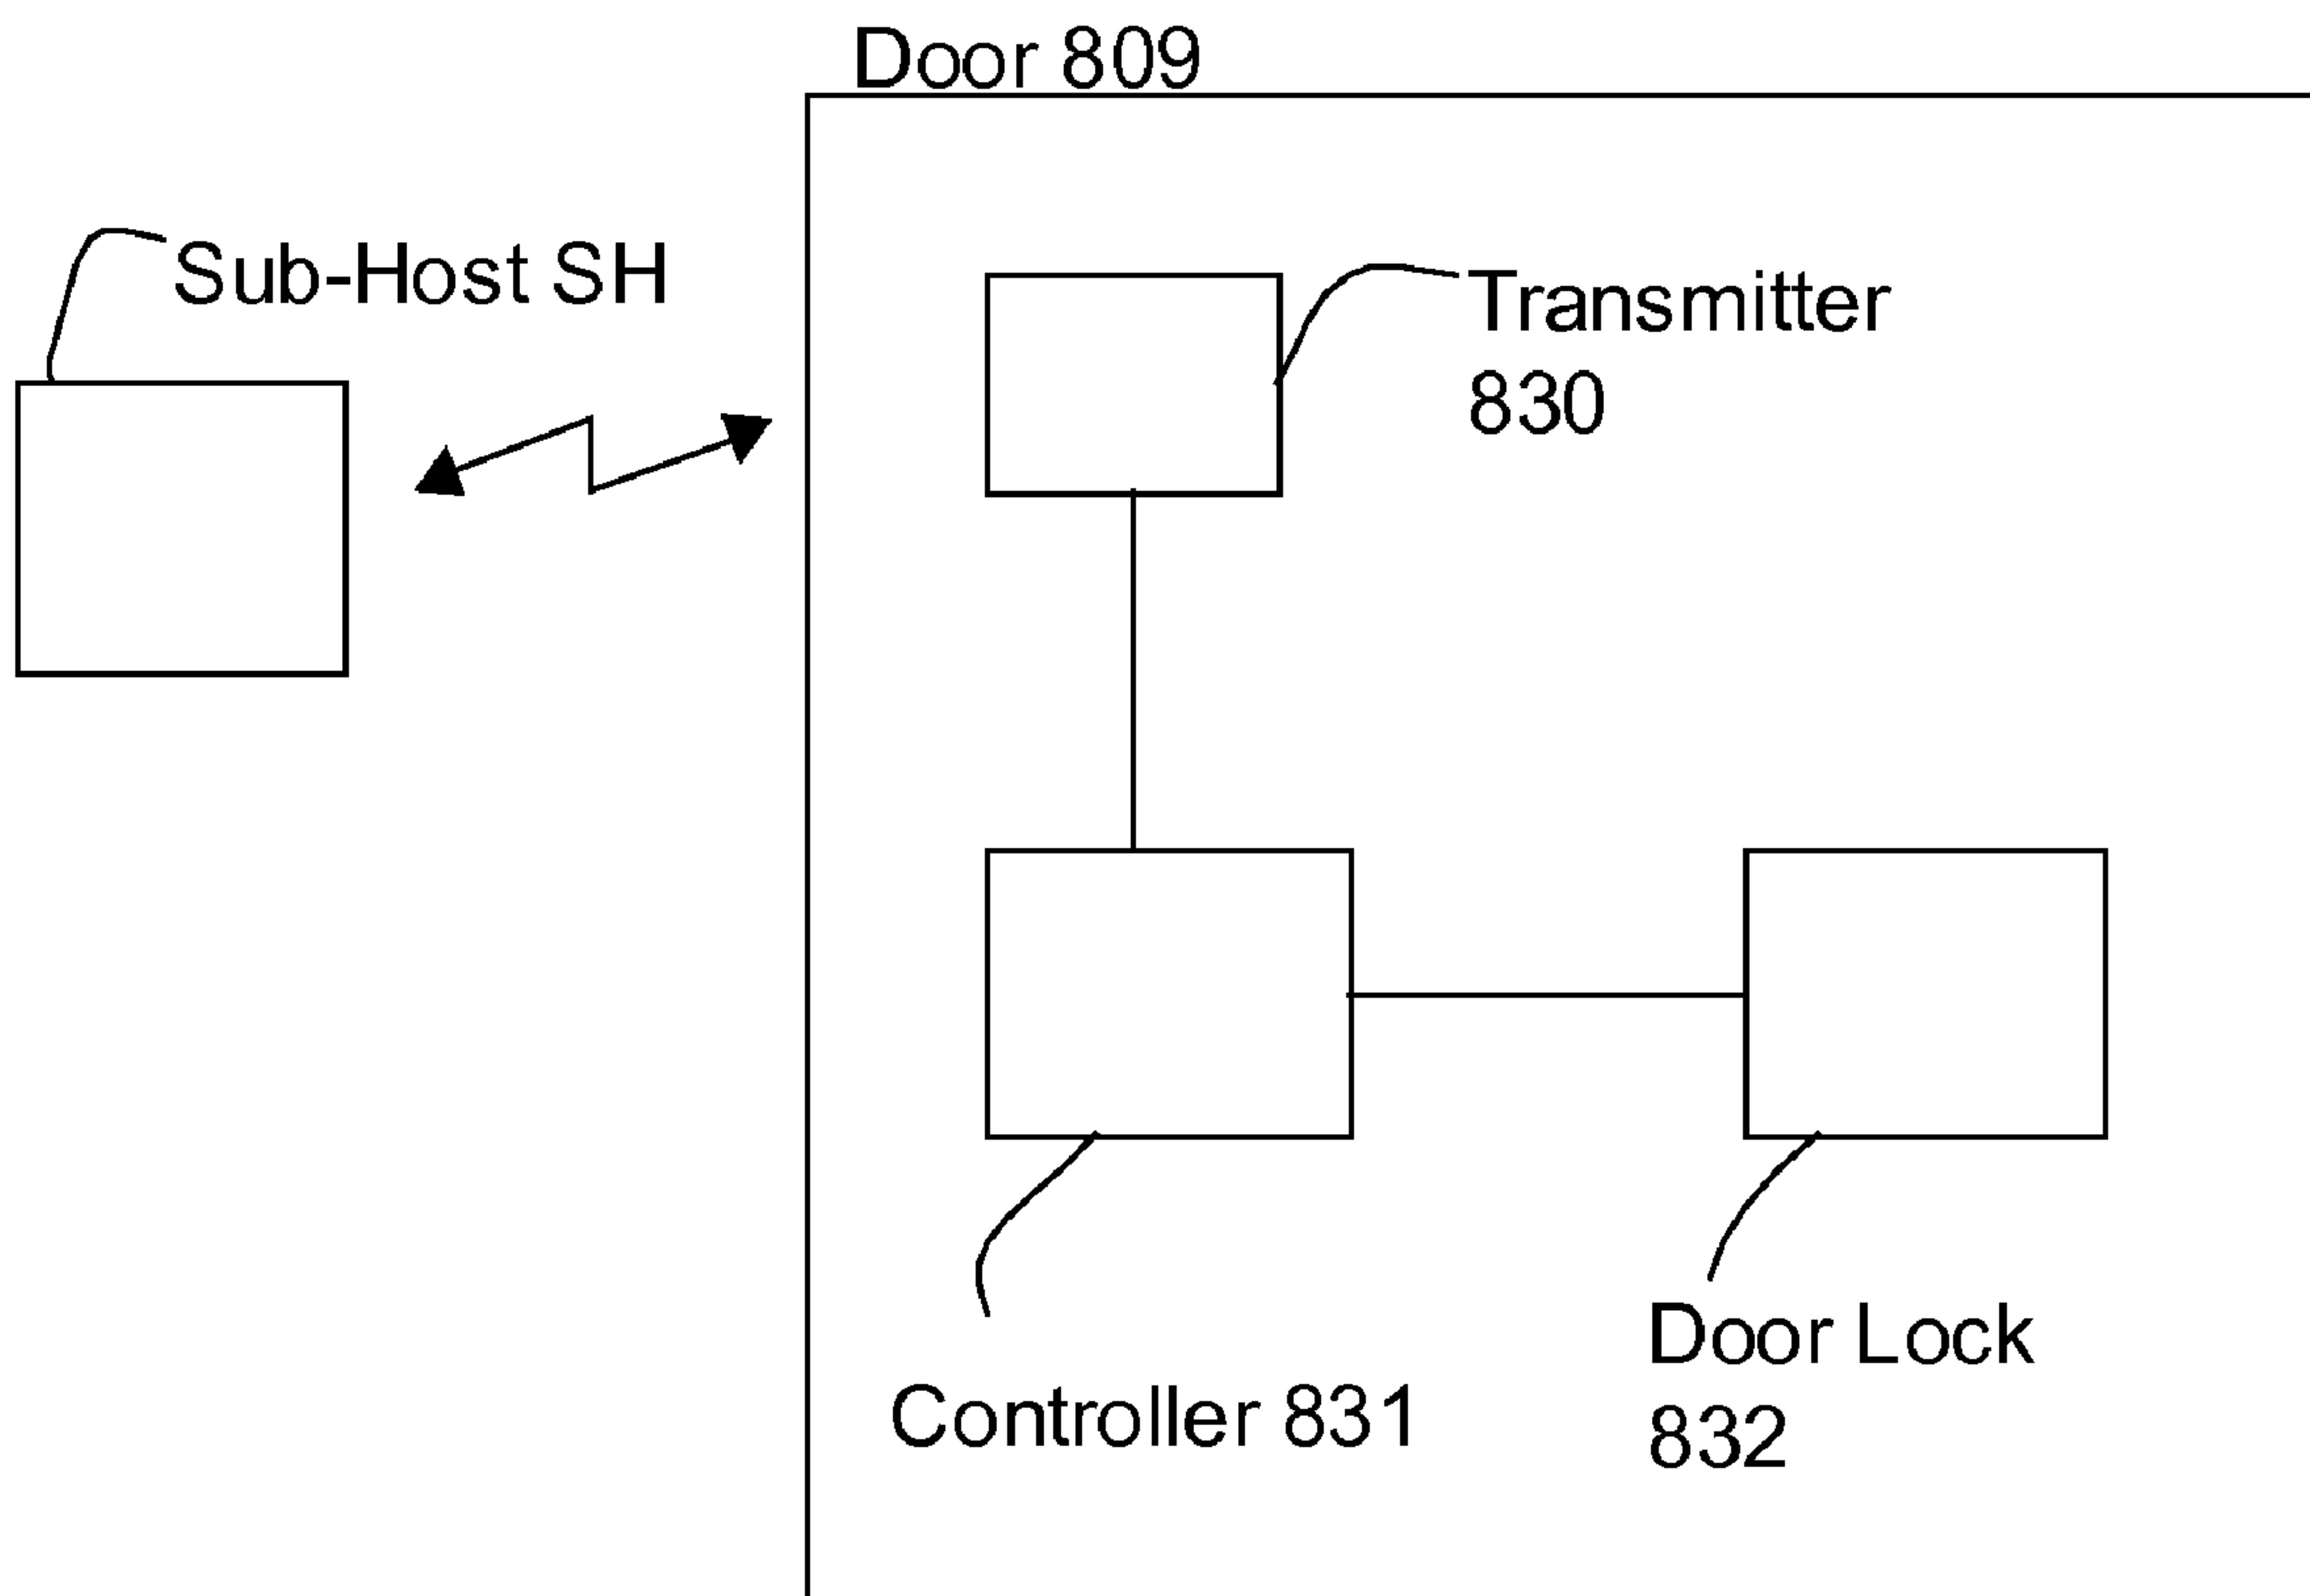 Door 809
Sub-Host SH
Transmitter
830
Door Lock
832
Controller 831